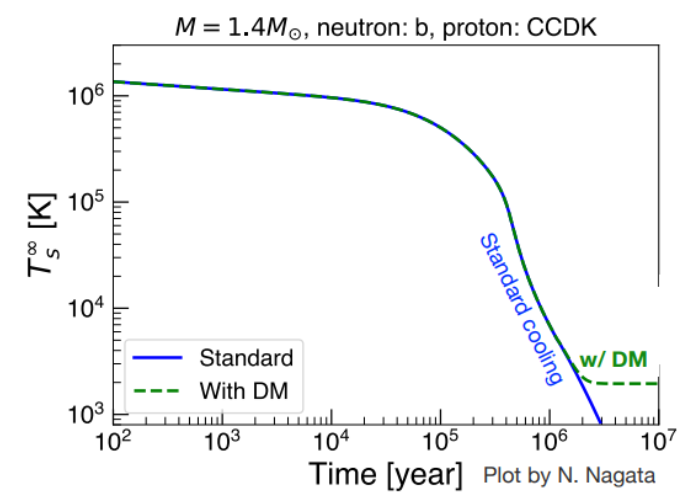 M = 1.4M⊙, neutron: b, proton: CCDK
10⁶
10⁵
10⁴
10³
T_s^∞ [K]
Standard cooling
w/ DM
Standard
With DM
10² 10³ 10⁴ 10⁵ 10⁶ 10⁷
Time [year]
Plot by N. Nagata